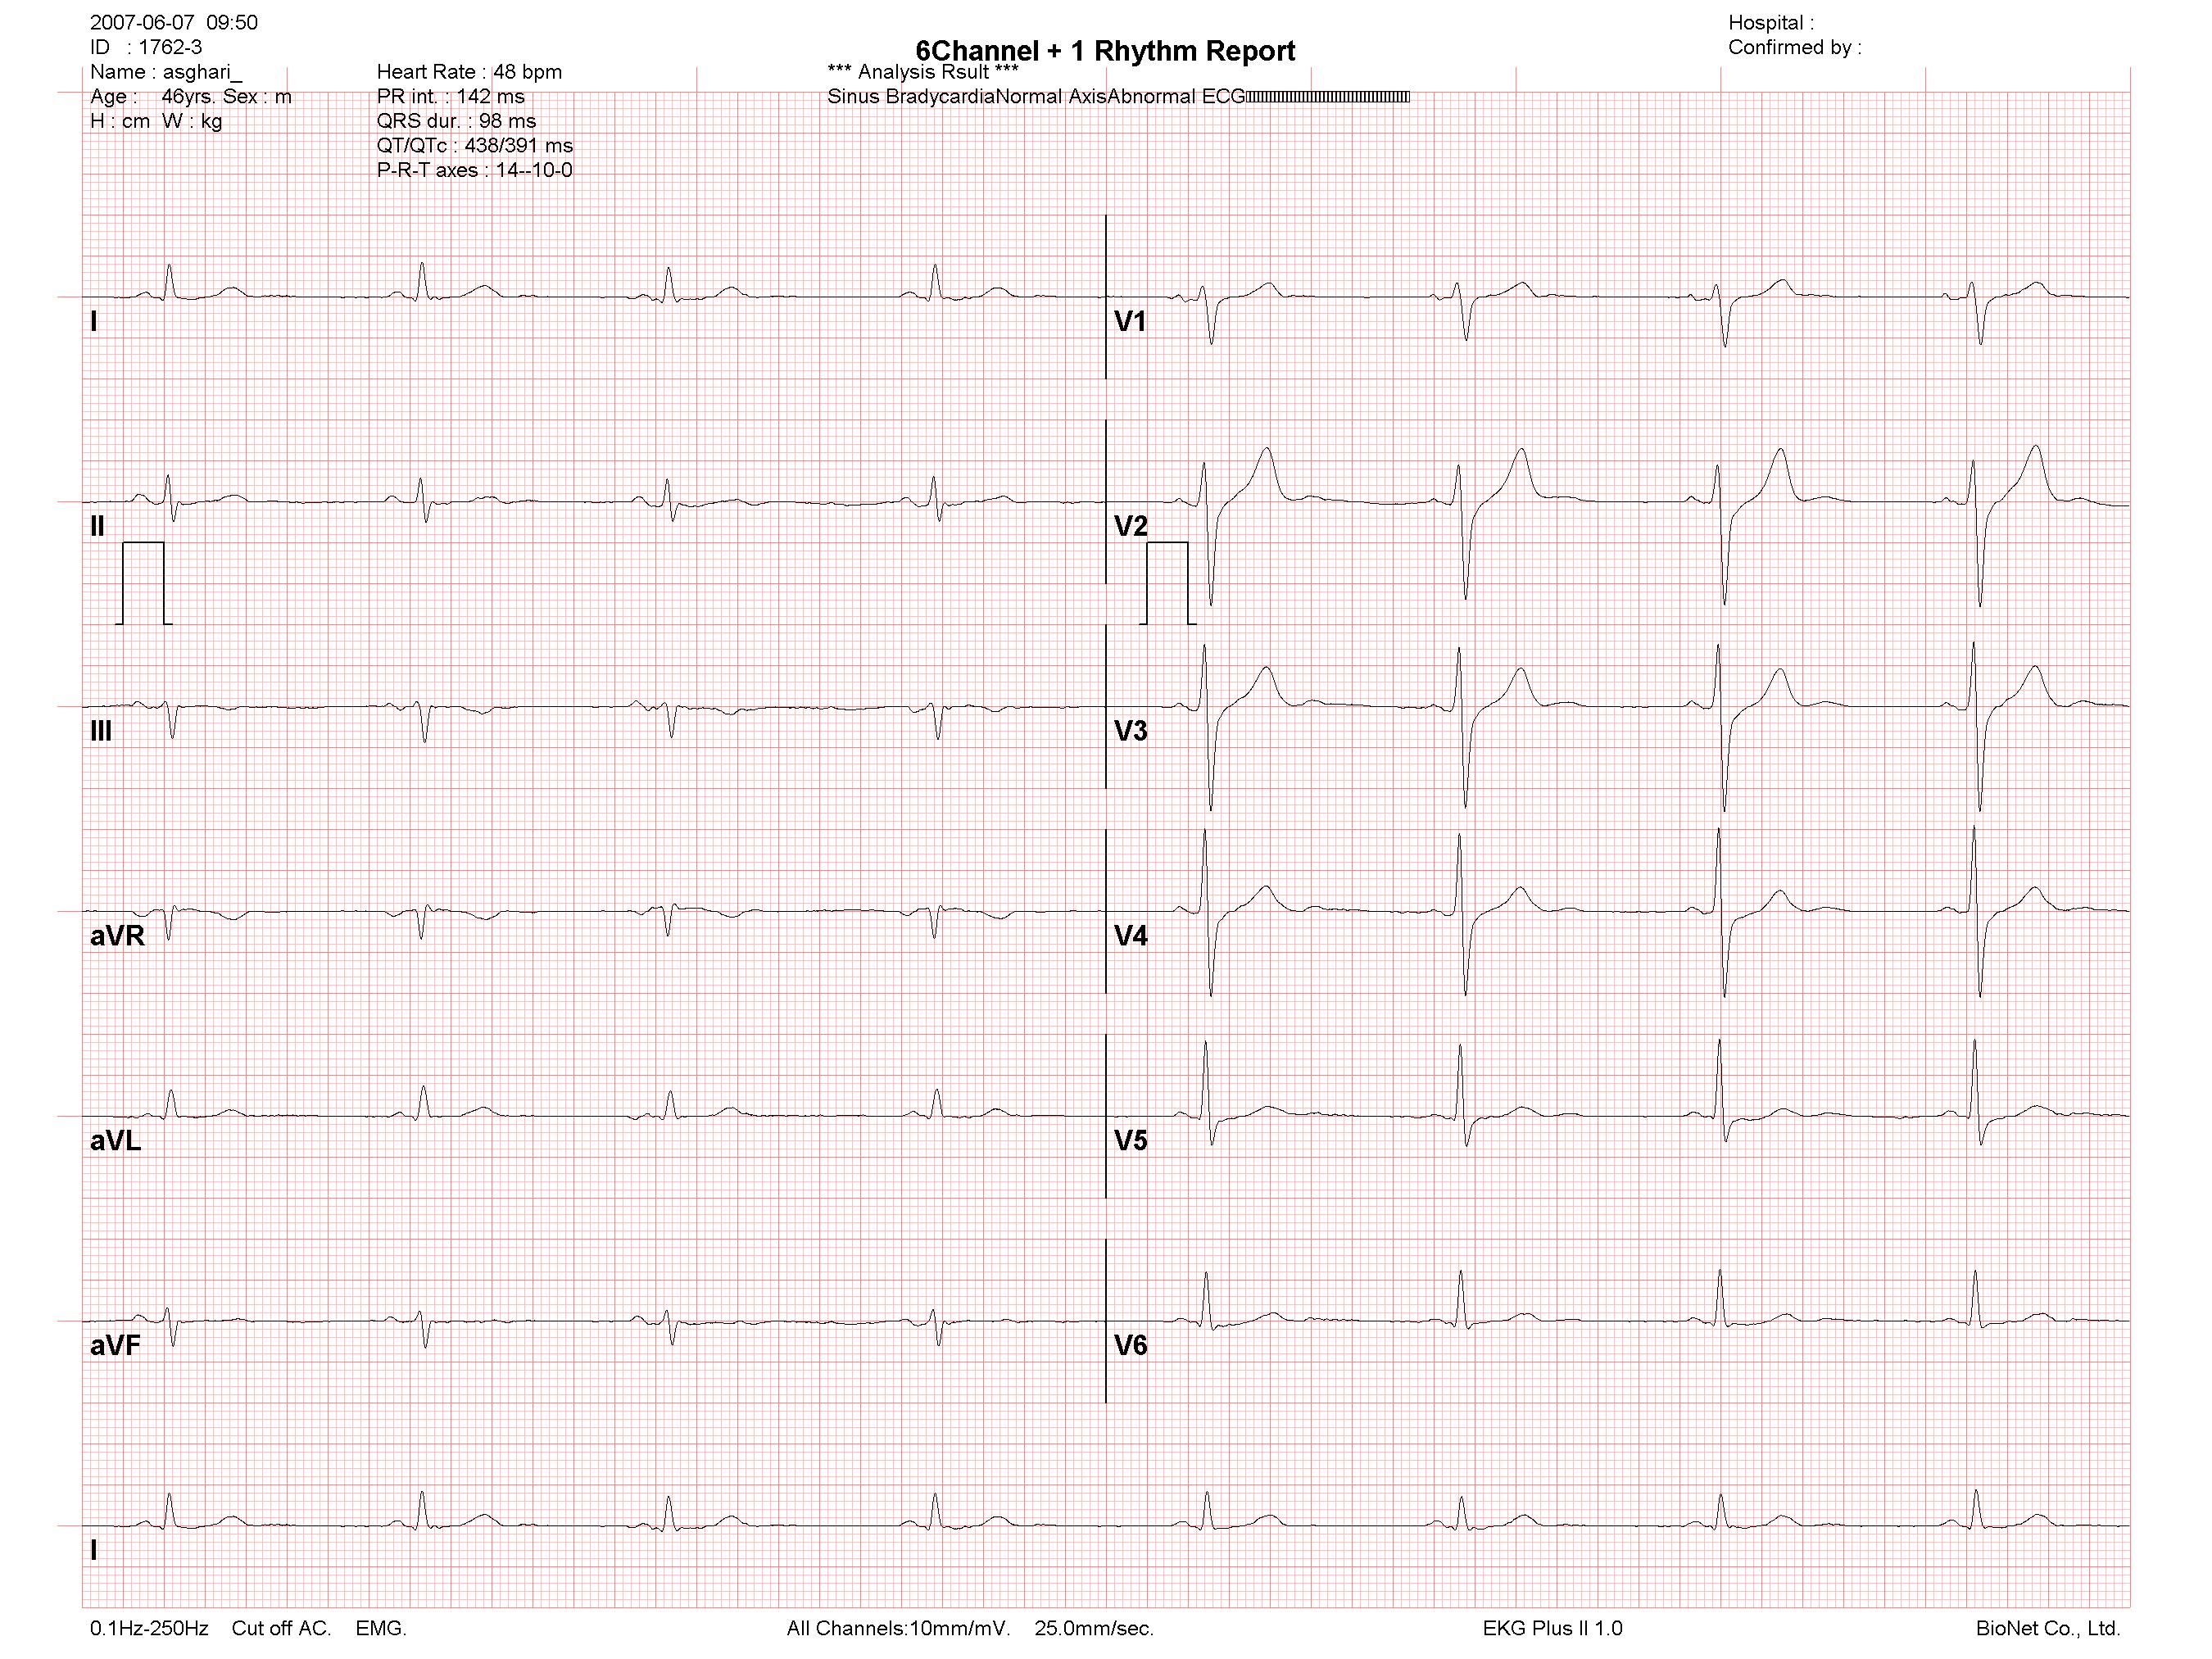 2007-06-07 09:50
ID : 1762-3
Name : asghari_
Age : 46yrs. Sex : m
H : cm W : kg
Heart Rate : 48 bpm
PR int. : 142 ms
QRS dur. : 98 ms
QT/QTc : 438/391 ms
P-R-T axes : 14--10-0
6Channel + 1 Rhythm Report
*** Analysis Rsult ***
Sinus BradycardiaNormal AxisAbnormal ECG
Hospital :
Confirmed by :
I
V1
II
V2
III
V3
aVR
V4
aVL
V5
aVF
V6
I
0.1Hz-250Hz Cut off AC. EMG.
All Channels:10mm/mV. 25.0mm/sec.
EKG Plus II 1.0
BioNet Co., Ltd.